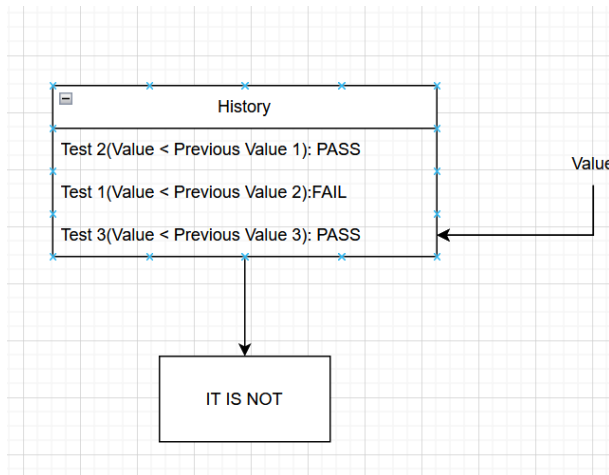 History
Test 2(Value < Previous Value 1): PASS
Value
Test 1(Value < Previous Value 2):FAIL
Test 3(Value < Previous Value 3): PASS
IT IS NOT